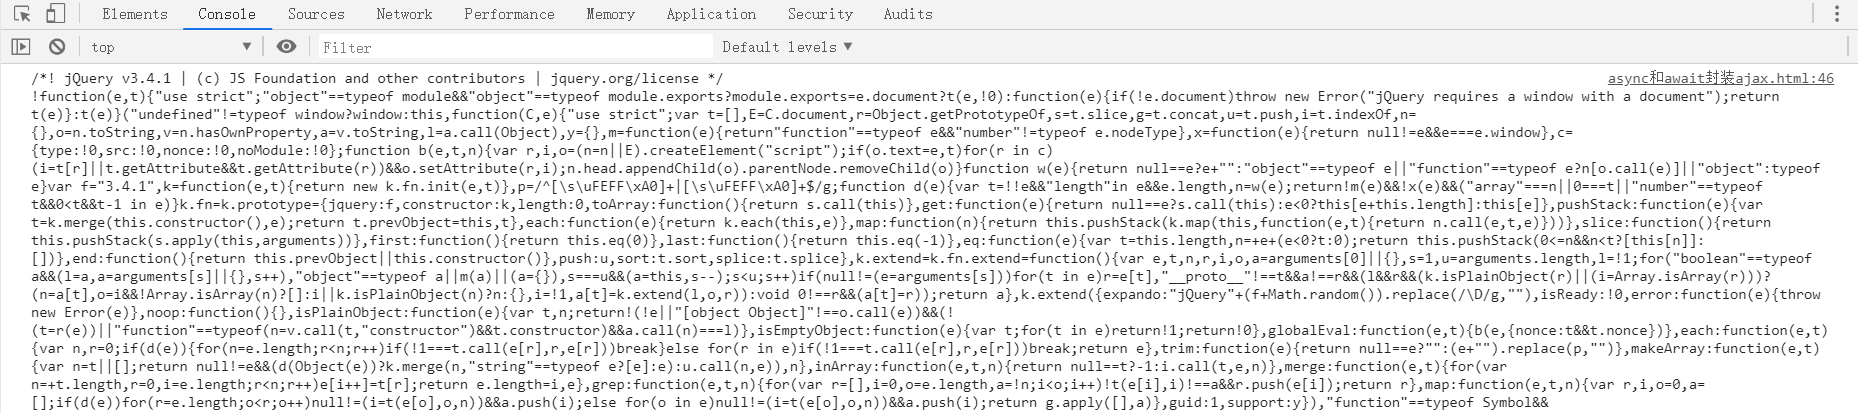 Elements Console Sources Network Performance Memory Application Security Audits
top Filter Default levels
/*! jQuery v3.4.1 | (c) JS Foundation and other contributors | jquery.org/license */ async和await封装ajax.html:46
!function(e,t){"use strict";"object"==typeof module&&"object"==typeof module.exports?module.exports=e.document?t(e,!0):function(e){if(!e.document)throw new Error("jQuery requires a window with a document");return
t(e)}:t(e)}("undefined"!=typeof window?window:this,function(C,e){"use strict";var t=[],E=C.document,r=Object.getPrototypeOf,s=t.slice,g=t.concat,u=t.push,i=t.indexOf,n=
{},o=n.toString,v=n.hasOwnProperty,a=v.toString,l=a.call(Object),y={},m=function(e){return"function"==typeof e&&"number"!=typeof e.nodeType},x=function(e){return null!=e&&e===e.window},c=
{type:!0,src:!0,nonce:!0,noModule:!0};function b(e,t,n){var r,i,o=(n=n||E).createElement("script");if(o.text=e,t)for(r in c)
(i=t[r]||t.getAttribute&&t.getAttribute(r))&&o.setAttribute(r,i);n.head.appendChild(o).parentNode.removeChild(o)}function w(e){return null==e?e+"":"object"==typeof e||"function"==typeof e?n[o.call(e)]||"object":typeof
e}var f="3.4.1",k=function(e,t){return new k.fn.init(e,t)},p=/^[\s\uFEFF\xA0]+|[\s\uFEFF\xA0]+$/g;function d(e){var t=!!e&&"length"in e&&e.length,n=w(e);return!m(e)&&!x(e)&&("array"===n||0===t||"number"==typeof
t&&0<t&&t-1 in e)}k.fn=k.prototype={jquery:f,constructor:k,length:0,toArray:function(){return s.call(this)},get:function(e){return null==e?s.call(this):e<0?this[e+this.length]:this[e]},pushStack:function(e){var
t=k.merge(this.constructor(),e);return t.prevObject=this,t},each:function(e){return k.each(this,e)},map:function(n){return this.pushStack(k.map(this,function(e,t){return n.call(e,t,e)}))},slice:function(){return
this.pushStack(s.apply(this,arguments))},first:function(){return this.eq(0)},last:function(){return this.eq(-1)},eq:function(e){var t=this.length,n=+e+(e<0?t:0);return this.pushStack(0<=n&&n<t?[this[n]]:
[])},end:function(){return this.prevObject||this.constructor()},push:u,sort:t.sort,splice:t.splice},k.extend=k.fn.extend=function(){var e,t,n,r,i,o,a=arguments[0]||{},s=1,u=arguments.length,l=!1;for("boolean"==typeof
a&&(l=a,a=arguments[s]||{},s++),"object"==typeof a||m(a)||(a={}),s===u&&(a=this,s--);s<u;s++)if(null!=(e=arguments[s]))for(t in e)r=e[t],"__proto__"!==t&&a!==r&&(l&&r&&(k.isPlainObject(r)||(i=Array.isArray(r)))?
(n=a[t],o=i&&!Array.isArray(n)?[]:i||k.isPlainObject(n)?n:{},i=!1,a[t]=k.extend(l,o,r)):void 0!==r&&(a[t]=r));return a},k.extend({expando:"jQuery"+(f+Math.random()).replace(/\D/g,""),isReady:!0,error:function(e){throw
new Error(e)},noop:function(){},isPlainObject:function(e){var t,n;return!(!e||"[object Object]"!==o.call(e))&&(!
(t=r(e))||"function"==typeof(n=v.call(t,"constructor")&&t.constructor)&&a.call(n)===l)},isEmptyObject:function(e){var t;for(t in e)return!1;return!0},globalEval:function(e,t){b(e,{nonce:t&&t.nonce})},each:function(e,t)
{var n,r=0;if(d(e)){for(n=e.length;r<n;r++)if(!1===t.call(e[r],r,e[r]))break}else for(r in e)if(!1===t.call(e[r],r,e[r]))break;return e},trim:function(e){return null==e?"":(e+"").replace(p,"")},makeArray:function(e,t)
{var n=t||[];return null!=e&&(d(Object(e))?k.merge(n,"string"==typeof e?[e]:e):u.call(n,e)),n},inArray:function(e,t,n){return null==t?-1:i.call(t,e,n)},merge:function(e,t){for(var
n=+t.length,r=0,i=e.length;r<n;r++)e[i++]=t[r];return e.length=i,e},grep:function(e,t,n){for(var r=[],i=0,o=e.length,a=!n;i<o;i++)!t(e[i],i)!==a&&r.push(e[i]);return r},map:function(e,t,n){var r,i,o=0,a=
[];if(d(e))for(r=e.length;o<r;o++)null!=(i=t(e[o],o,n))&&a.push(i);else for(o in e)null!=(i=t(e[o],o,n))&&a.push(i);return g.apply([],a)},guid:1,support:y}),"function"==typeof Symbol&&